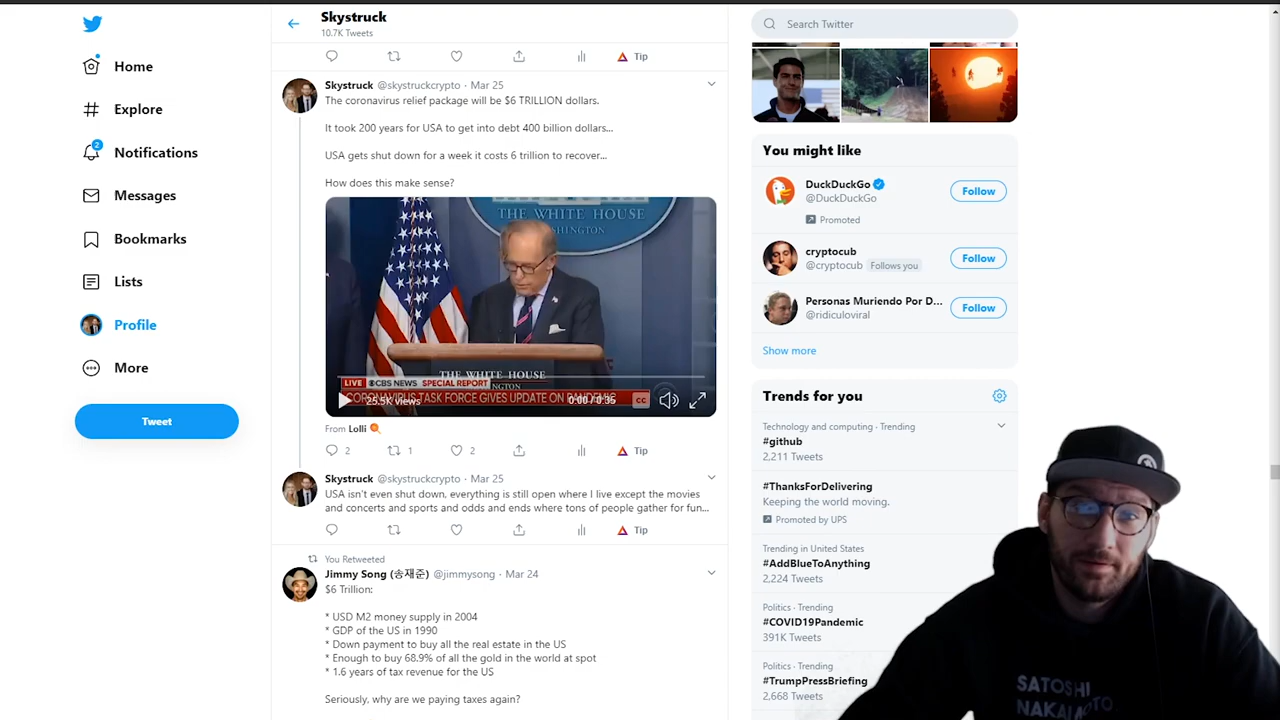 Home
Explore
2
Notifications
Messages
Bookmarks
Lists
Profile
More
Tweet
Skystruck
10.7K Tweets
Tip
Skystruck @skystruckcrypto · Mar 25
The coronavirus relief package will be $6 TRILLION dollars.
It took 200 years for USA to get into debt 400 billion dollars...
USA gets shut down for a week it costs 6 trillion to recover...
How does this make sense?
THE WHITE HOUSE
WASHINGTON
THE WHITE HOUSE
NGTON
LIVE CBS NEWS SPECIAL REPORT
CORONAVIRUS TASK FORCE GIVES UPDATE ON PANDEMIC
25.5K views
0:00 / 0:35
CC
From Lolli
2 1 2 Tip
Skystruck @skystruckcrypto · Mar 25
USA isn't even shut down, everything is still open where I live except the movies
and concerts and sports and odds and ends where tons of people gather for fun...
Tip
You Retweeted
Jimmy Song (송재준) @jimmysong · Mar 24
$6 Trillion:
* USD M2 money supply in 2004
* GDP of the US in 1990
* Down payment to buy all the real estate in the US
* Enough to buy 68.9% of all the gold in the world at spot
* 1.6 years of tax revenue for the US
Seriously, why are we paying taxes again?
Search Twitter
You might like
DuckDuckGo
@DuckDuckGo
Promoted
Follow
cryptocub
@cryptocub Follows you
Follow
Personas Muriendo Por D...
@ridiculoviral
Follow
Show more
Trends for you
Technology and computing · Trending
#github
2,211 Tweets
#ThanksForDelivering
Keeping the world moving.
Promoted by UPS
Trending in United States
#AddBlueToAnything
2,224 Tweets
Politics · Trending
#COVID19Pandemic
391K Tweets
Politics · Trending
#TrumpPressBriefing
2,668 Tweets
SATOSHI
NAKAMOTO